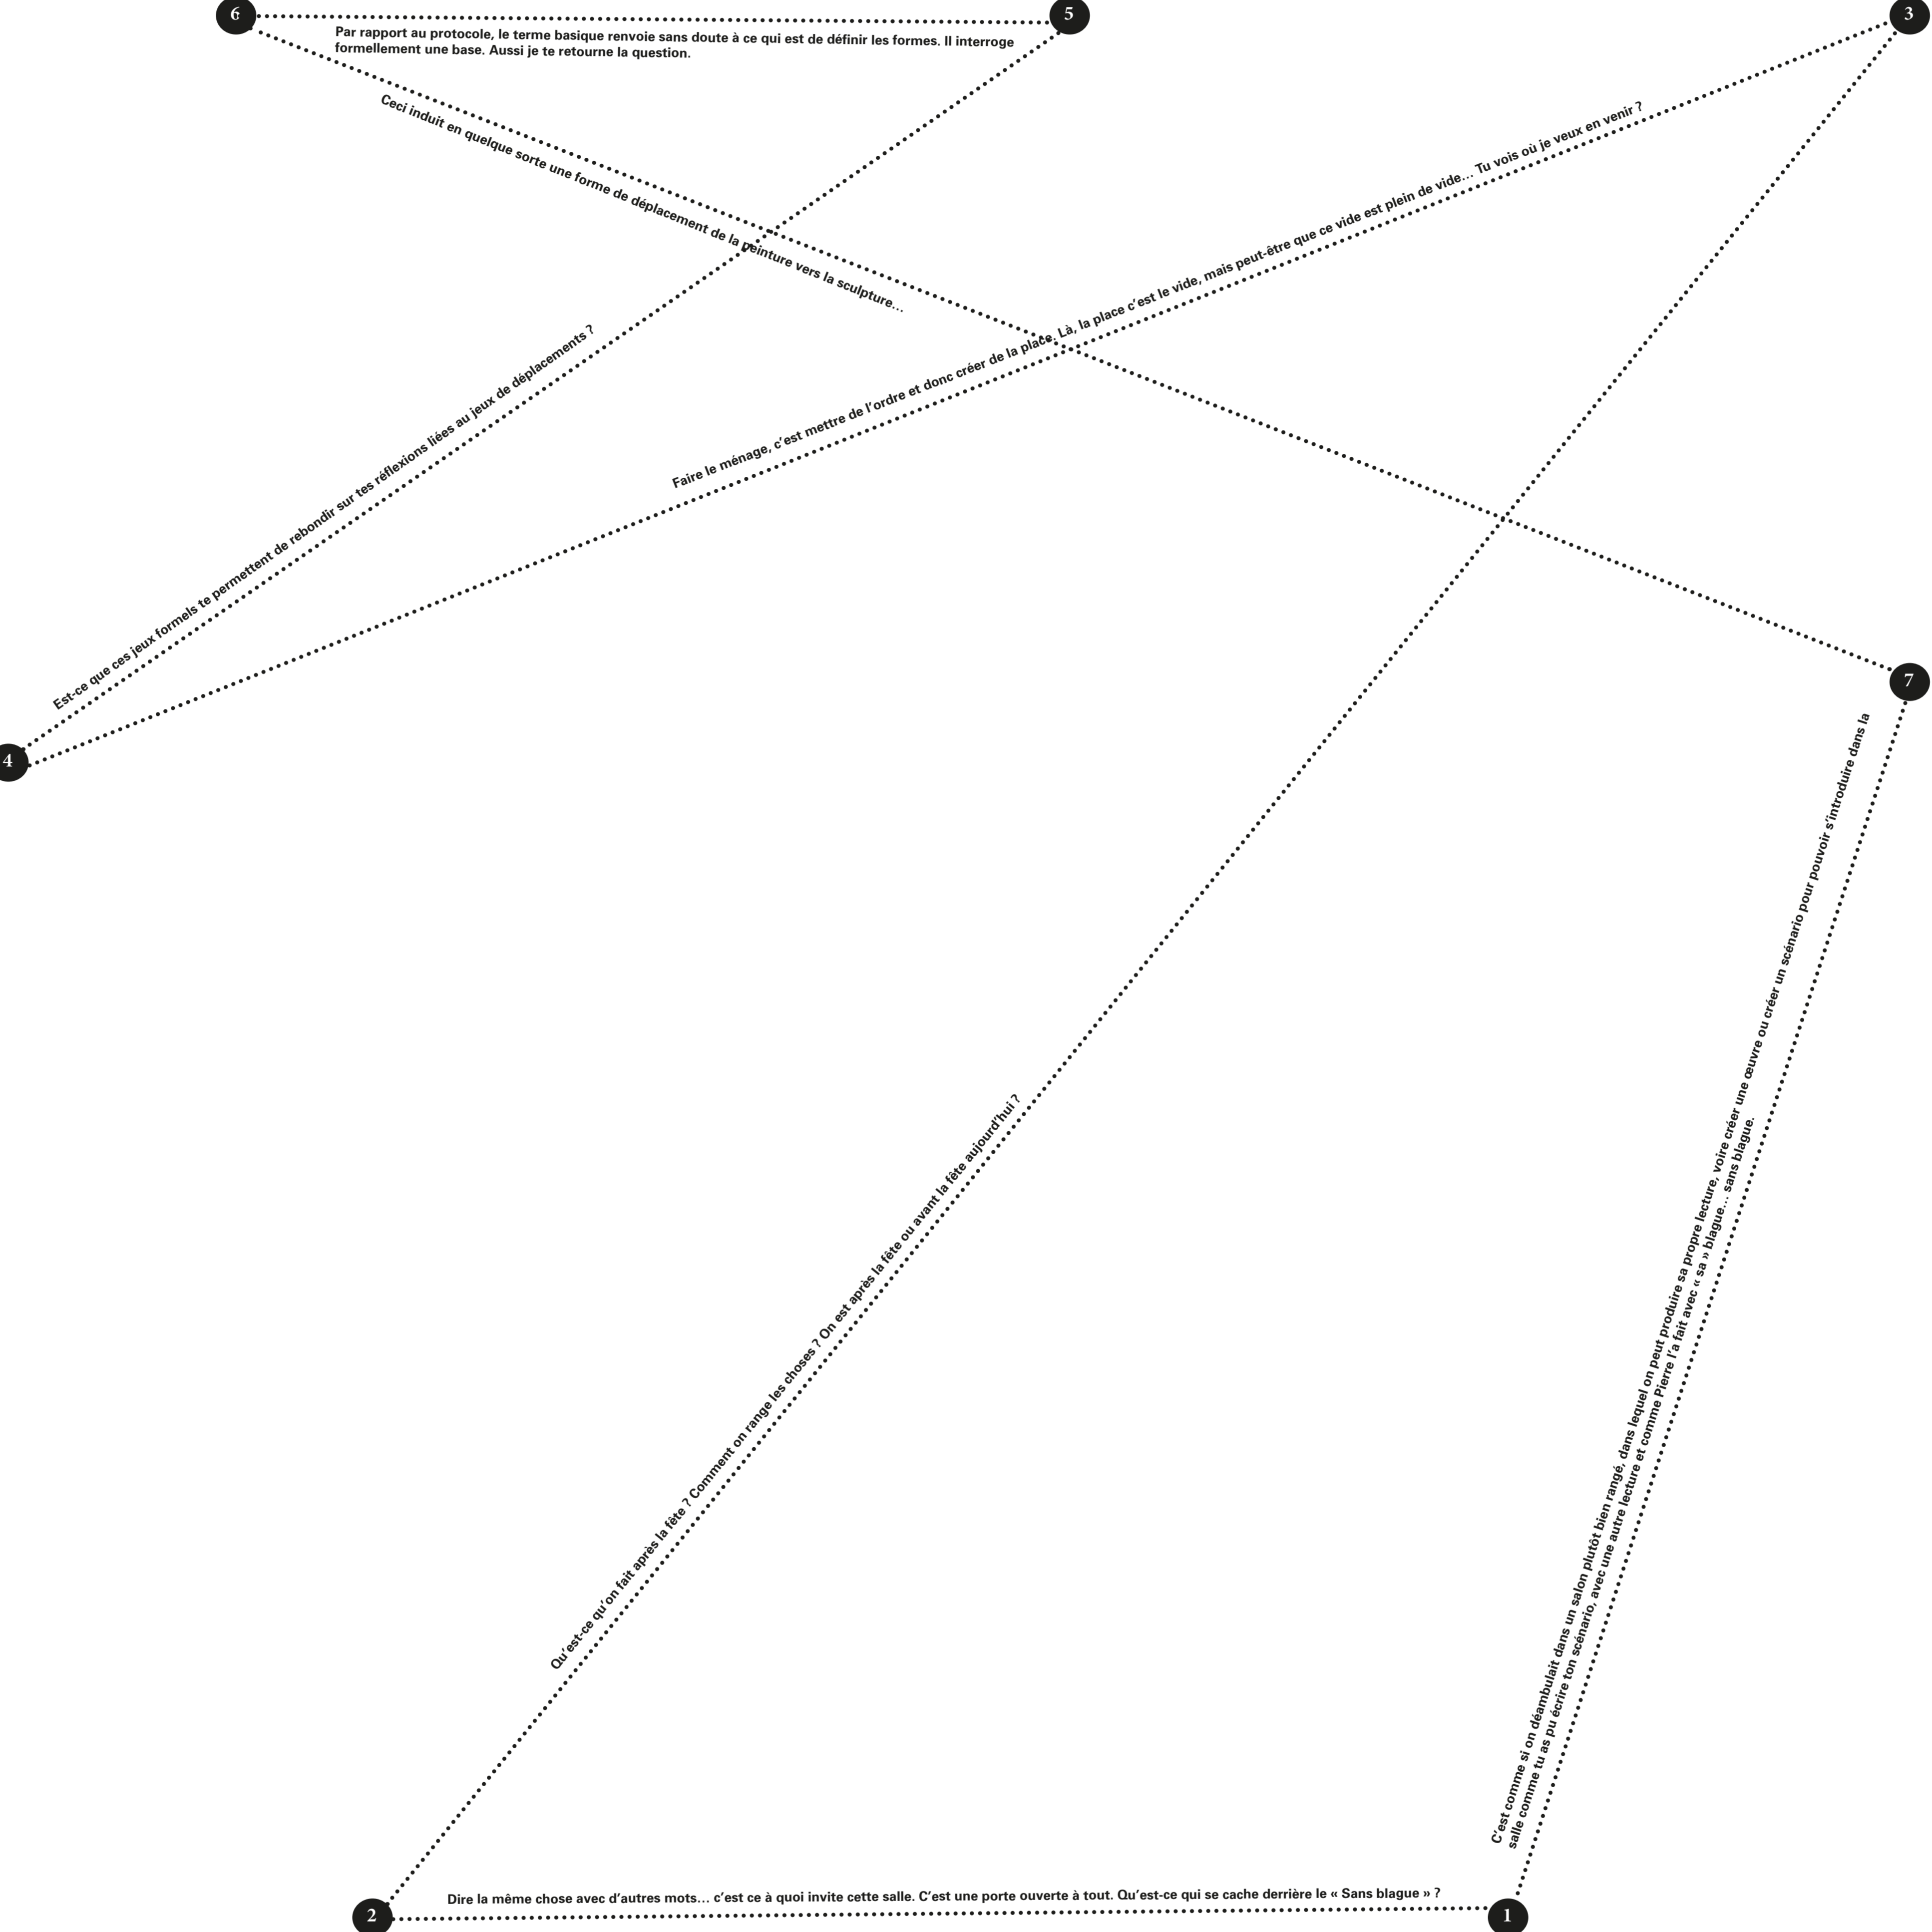 6
5
3
Par rapport au protocole, le terme basique renvoie sans doute à ce qui est de définir les formes. Il interroge
formellement une base. Aussi je te retourne la question.
Ceci induit en quelque sorte une forme de déplacement de la peinture vers la sculpture…
Faire le ménage, c’est mettre de l’ordre et donc créer de la place. Là, la place c’est le vide, mais peut-être que ce vide est plein de vide… Tu vois où je veux en venir ?
Est-ce que ces jeux formels te permettent de rebondir sur tes réflexions liées au jeux de déplacements ?
7
4
C’est comme si on déambulait dans un salon plutôt bien rangé, dans lequel on peut produire sa propre lecture, voire créer une œuvre ou créer un scénario pour pouvoir s’introduire dans la
salle comme tu as pu écrire ton scénario, avec une autre lecture et comme Pierre l’a fait avec « sa » blague… sans blague.
Qu’est-ce qu’on fait après la fête ? Comment on range les choses ? On est après la fête ou avant la fête aujourd’hui ?
Dire la même chose avec d’autres mots… c’est ce à quoi invite cette salle. C’est une porte ouverte à tout. Qu’est-ce qui se cache derrière le « Sans blague » ?
2
1